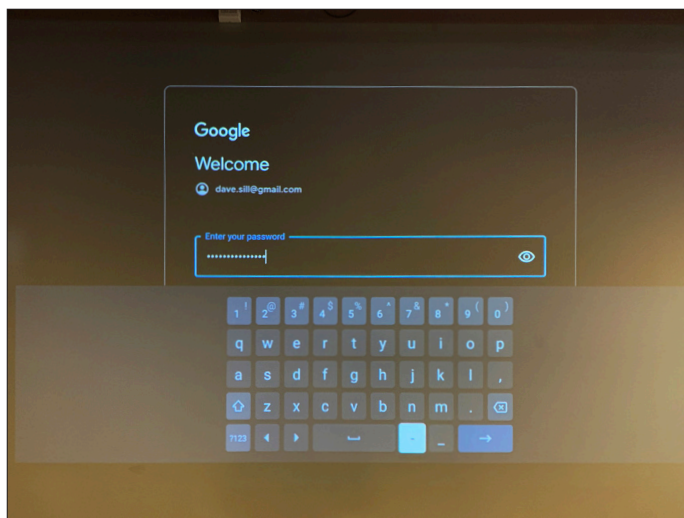 Google
Welcome
dave.sill@gmail.com
Enter your password
•••••••••••••••
1 ! 2 @ 3 # 4 $ 5 % 6 ^ 7 & 8 * 9 ( 0 )
q w e r t y u i o p
a s d f g h j k l ,
z x c v b n m .
?123 - _